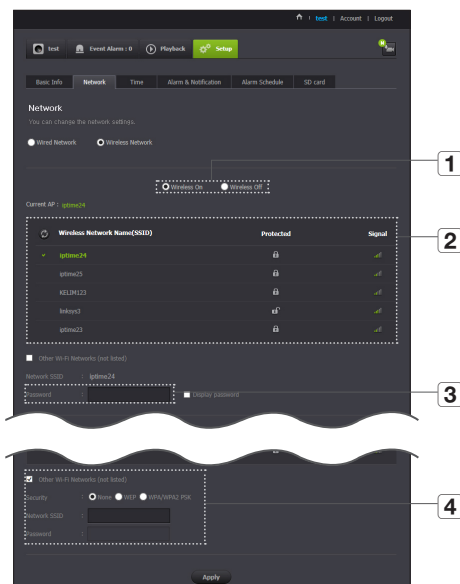 test | Account | Logout
test Event Alarm : 0 Playback Setup
Basic Info Network Time Alarm & Notification Alarm Schedule SD card
Network
You can change the network settings.
Wired Network Wireless Network
1
Wireless On Wireless Off
Current AP : iptime24
Wireless Network Name(SSID) Protected Signal
2
iptime24
iptime25
KELIM123
linksys3
iptime23
Other Wi-Fi Networks (not listed)
Network SSID : iptime24
Password : Display password
3
Other Wi-Fi Networks (not listed)
Security : None WEP WPA/WPA2 PSK
4
Network SSID :
Password :
Apply